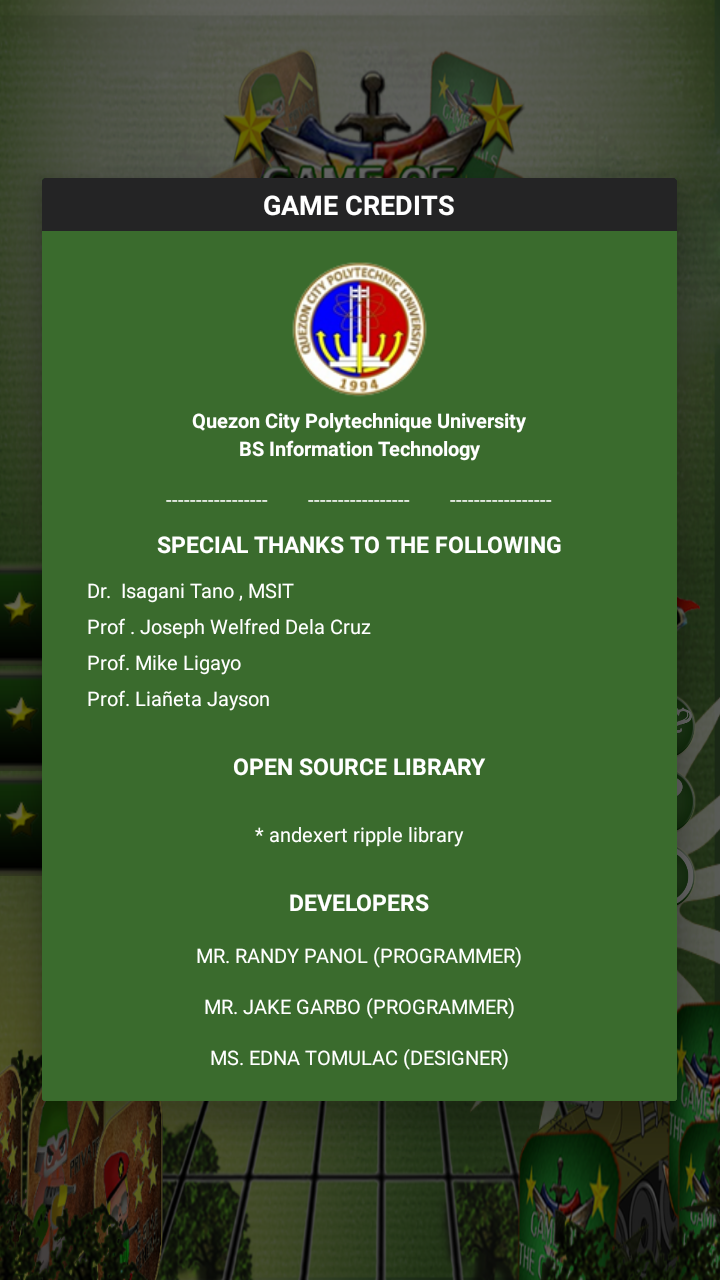 GAME OF
GAME CREDITS
QUEZON CITY POLYTECHNIC UNIVERSITY
1994
Quezon City Polytechnique University
BS Information Technology
----------------- ----------------- -----------------
SPECIAL THANKS TO THE FOLLOWING
Dr.  Isagani Tano , MSIT
Prof . Joseph Welfred Dela Cruz
Prof. Mike Ligayo
Prof. Liañeta Jayson
OPEN SOURCE LIBRARY
* andexert ripple library
DEVELOPERS
MR. RANDY PANOL (PROGRAMMER)
MR. JAKE GARBO (PROGRAMMER)
MS. EDNA TOMULAC (DESIGNER)